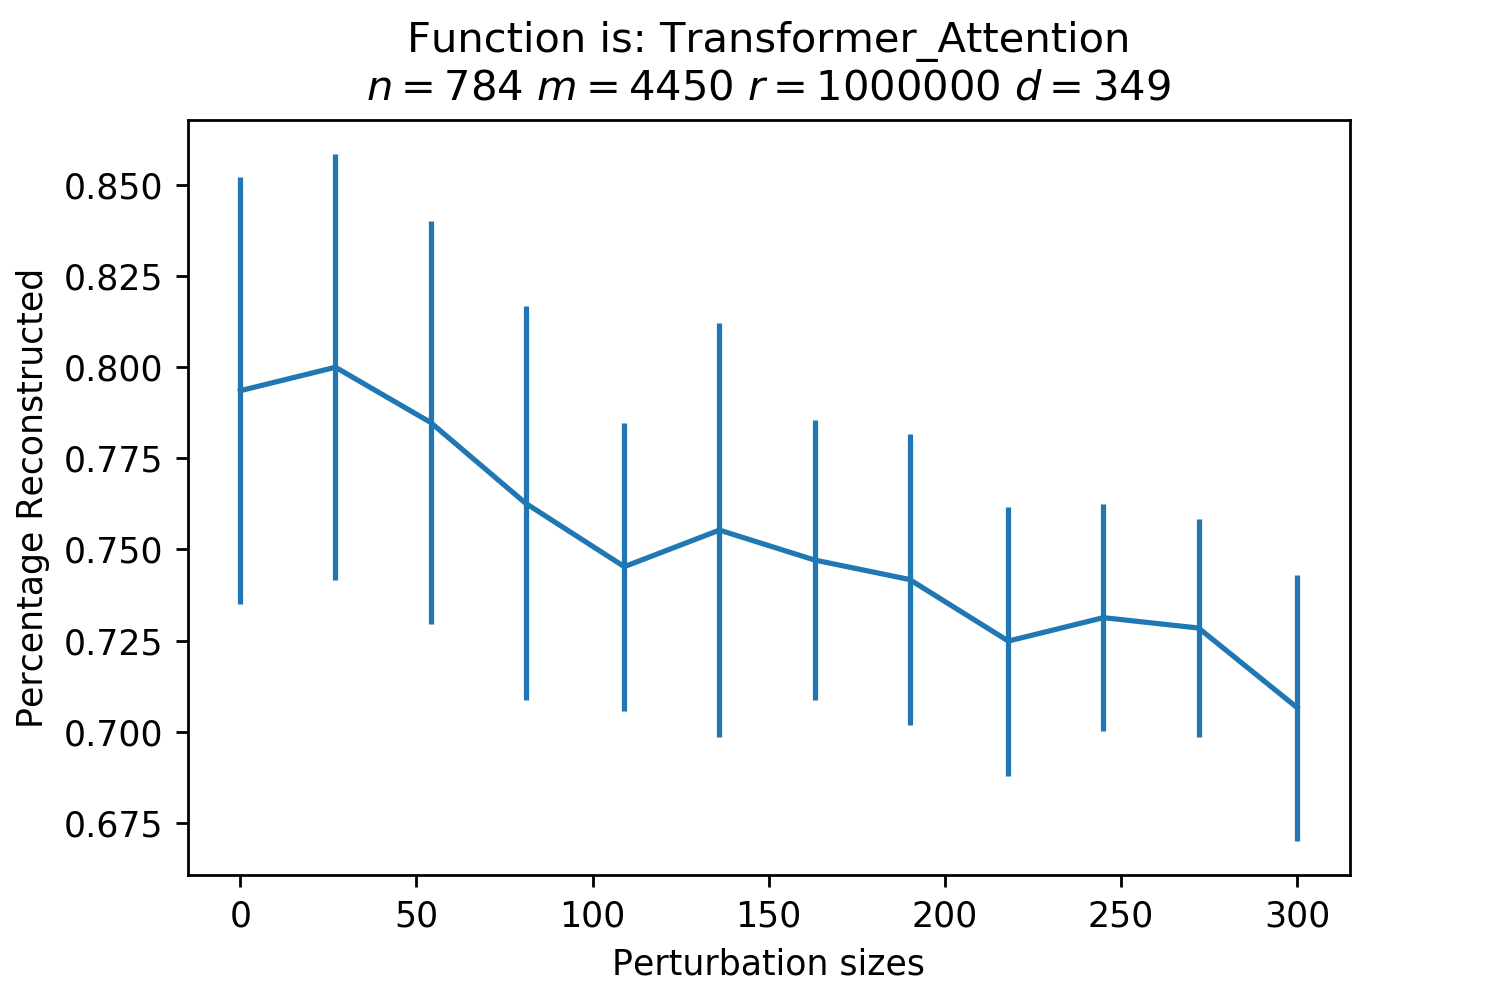 Function is: Transformer_Attention
n = 784 m = 4450 r = 1000000 d = 349
0.850
0.825
0.800
0.775
0.750
0.725
0.700
0.675
Percentage Reconstructed
0 50 100 150 200 250 300
Perturbation sizes